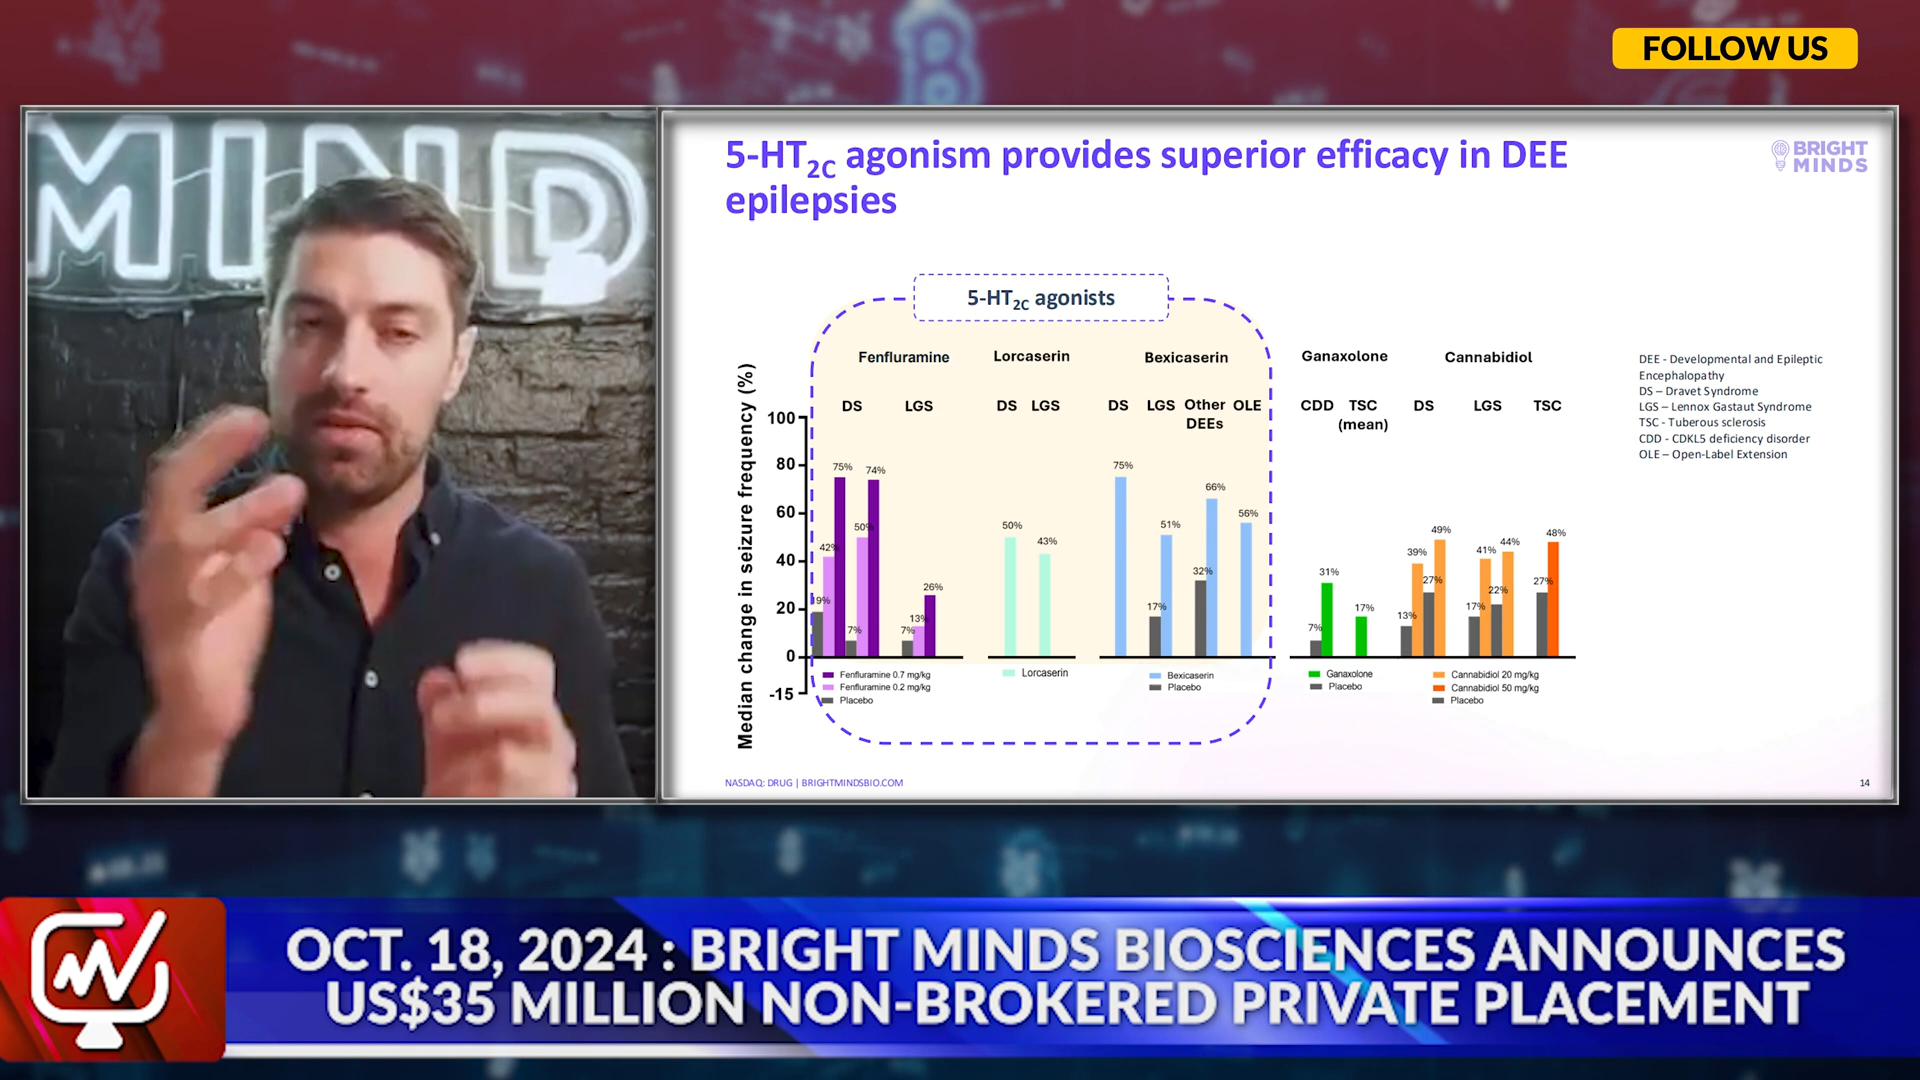 FOLLOW US
MIND
5-HT2C agonism provides superior efficacy in DEE
epilepsies
BRIGHT
MINDS
5-HT2C agonists
Fenfluramine
Lorcaserin
Bexicaserin
Ganaxolone
Cannabidiol
DS LGS
DS LGS
DS LGS Other OLE
DEEs
CDD TSC
(mean)
DS LGS TSC
Median change in seizure frequency (%)
100
80
60
40
20
0
-15
19%
42%
75%
7%
50%
74%
7%
13%
26%
50%
43%
75%
17%
51%
32%
66%
56%
7%
31%
17%
13%
39%
27%
49%
17%
41%
22%
44%
27%
48%
Fenfluramine 0.7 mg/kg
Fenfluramine 0.2 mg/kg
Placebo
Lorcaserin
Bexicaserin
Placebo
Ganaxolone
Placebo
Cannabidiol 20 mg/kg
Cannabidiol 50 mg/kg
Placebo
DEE - Developmental and Epileptic
Encephalopathy
DS – Dravet Syndrome
LGS – Lennox Gastaut Syndrome
TSC - Tuberous sclerosis
CDD - CDKL5 deficiency disorder
OLE – Open-Label Extension
NASDAQ: DRUG | BRIGHTMINDSBIO.COM
14
OCT. 18, 2024 : BRIGHT MINDS BIOSCIENCES ANNOUNCES
US$35 MILLION NON-BROKERED PRIVATE PLACEMENT